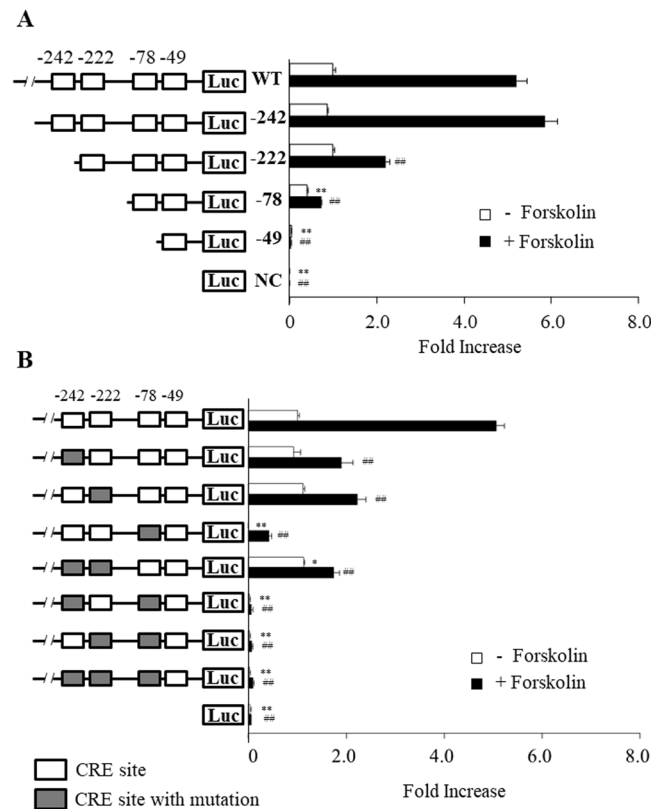 A
-242 -222 -78 -49
Luc WT
Luc -242
Luc -222 ##
Luc -78 ** ##
- Forskolin
Luc -49 ** ##
+ Forskolin
Luc NC ** ##
0 2.0 4.0 6.0 8.0
Fold Increase
B
-242 -222 -78 -49
Luc
Luc ##
Luc ##
Luc ** ##
Luc * ##
Luc ** ##
Luc ** ##
- Forskolin
Luc ** ##
+ Forskolin
Luc ** ##
0 2.0 4.0 6.0 8.0
CRE site
Fold Increase
CRE site with mutation